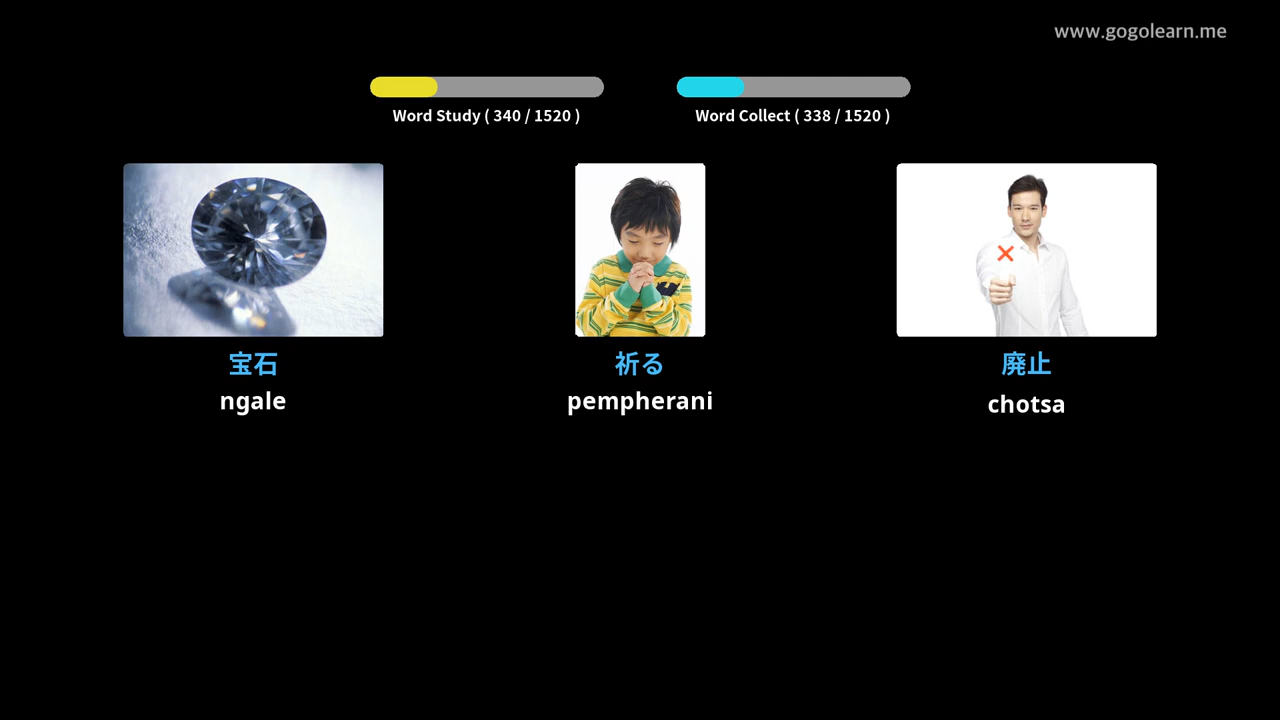 www.gogolearn.me
Word Study ( 340 / 1520 )
Word Collect ( 338 / 1520 )
宝石
ngale
祈る
pempherani
廃止
chotsa